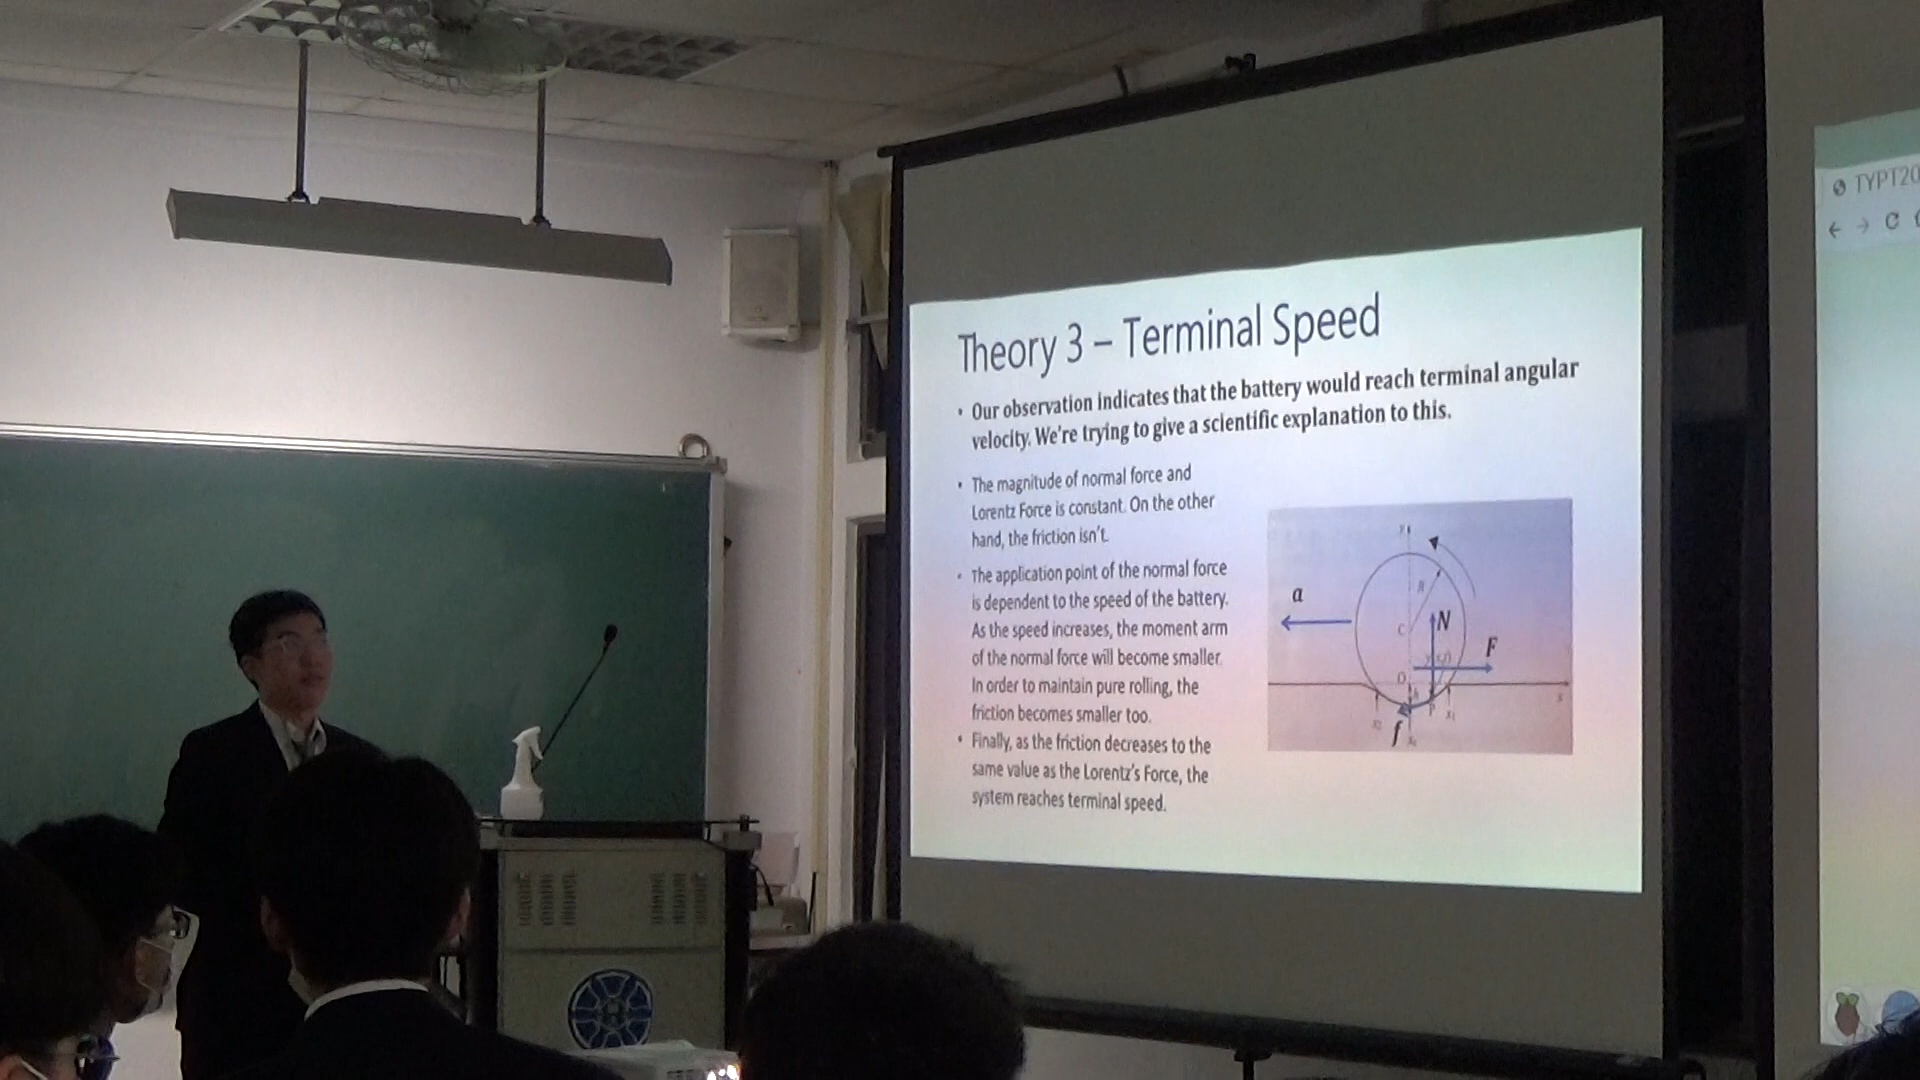 Theory 3 – Terminal Speed
• Our observation indicates that the battery would reach terminal angular
velocity. We're trying to give a scientific explanation to this.
• The magnitude of normal force and
Lorentz Force is constant. On the other
hand, the friction isn't.
• The application point of the normal force
is dependent to the speed of the battery.
As the speed increases, the moment arm
of the normal force will become smaller.
In order to maintain pure rolling, the
friction becomes smaller too.
• Finally, as the friction decreases to the
same value as the Lorentz's Force, the
system reaches terminal speed.
a
R
C
N
F
O
P
f
TYPT20